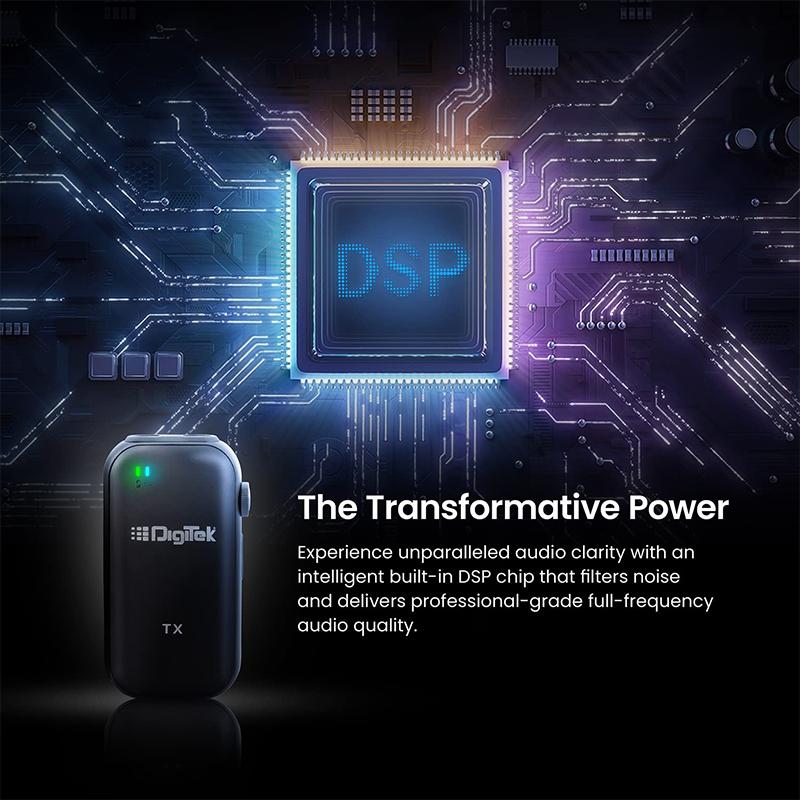 DSP
The Transformative Power
Experience unparalleled audio clarity with an
intelligent built-in DSP chip that filters noise
and delivers professional-grade full-frequency
audio quality.
DigiTek
TX